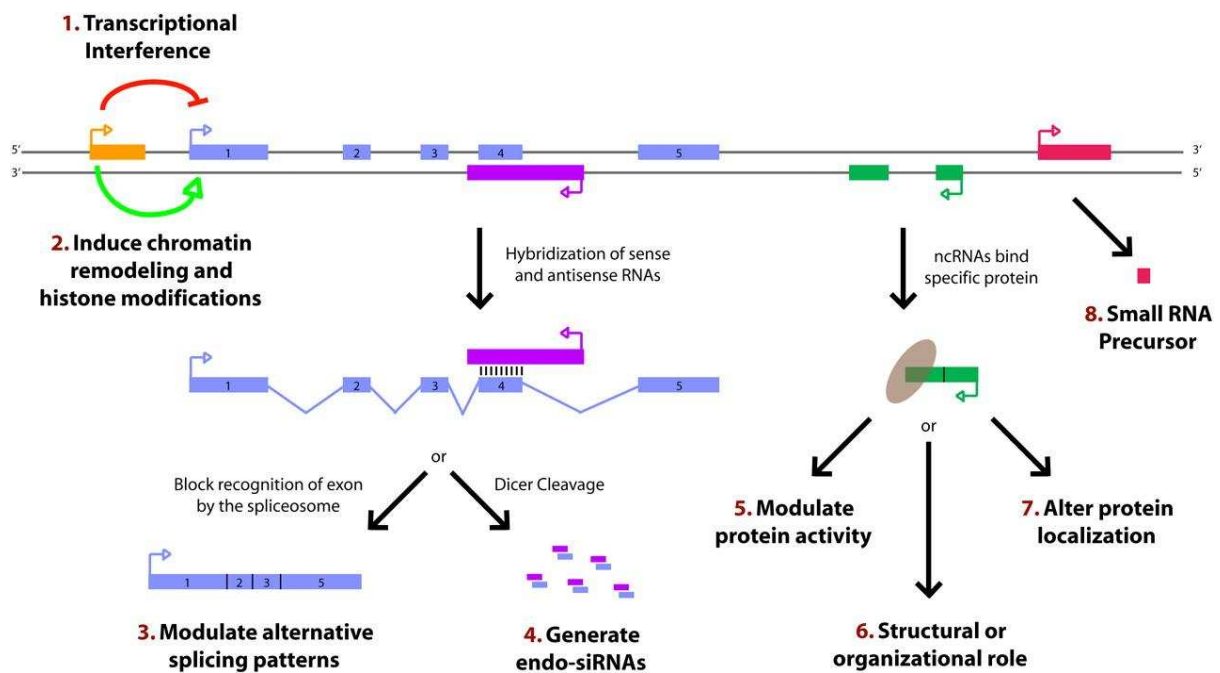 1. Transcriptional
Interference
5'
1
2
3
4
5
3'
3'
5'
2. Induce chromatin
remodeling and
histone modifications
Hybridization of sense
and antisense RNAs
ncRNAs bind
specific protein
8. Small RNA
Precursor
1
2
3
4
5
or
or
Block recognition of exon
by the spliceosome
Dicer Cleavage
5. Modulate
protein activity
7. Alter protein
localization
1
2
3
5
3. Modulate alternative
splicing patterns
4. Generate
endo-siRNAs
6. Structural or
organizational role